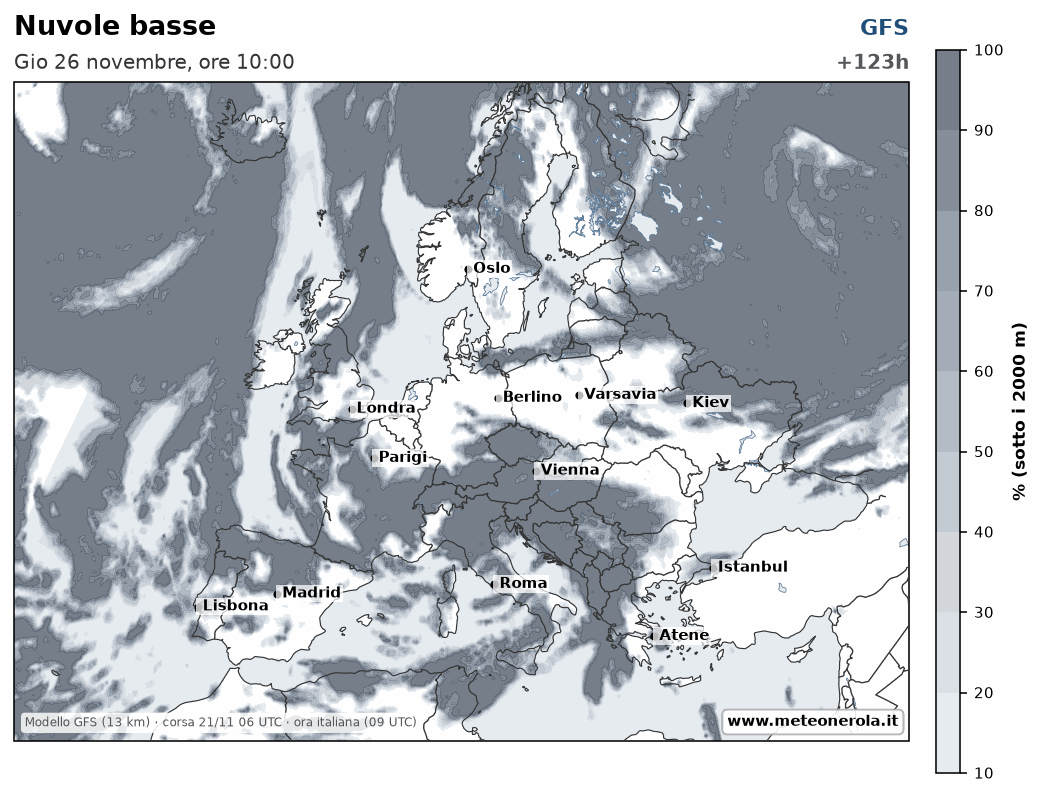 Nuvole basse
GFS
Gio 26 novembre, ore 10:00
+123h
100
90
80
70
60
50
40
30
20
10
% (sotto i 2000 m)
Oslo
Londra
Berlino
Varsavia
Kiev
Parigi
Vienna
Istanbul
Roma
Madrid
Lisbona
Atene
Modello GFS (13 km) · corsa 21/11 06 UTC · ora italiana (09 UTC)
www.meteonerola.it